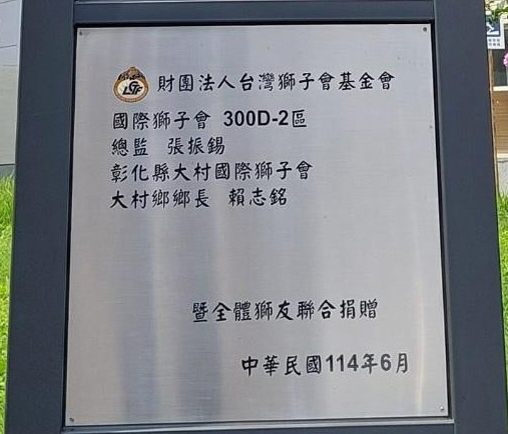 財團法人台灣獅子會基金會
國際獅子會 300D-2區
總監 張振錫
彰化縣大村國際獅子會
大村鄉鄉長 賴志銘
暨全體獅友聯合捐贈
中華民國114年6月